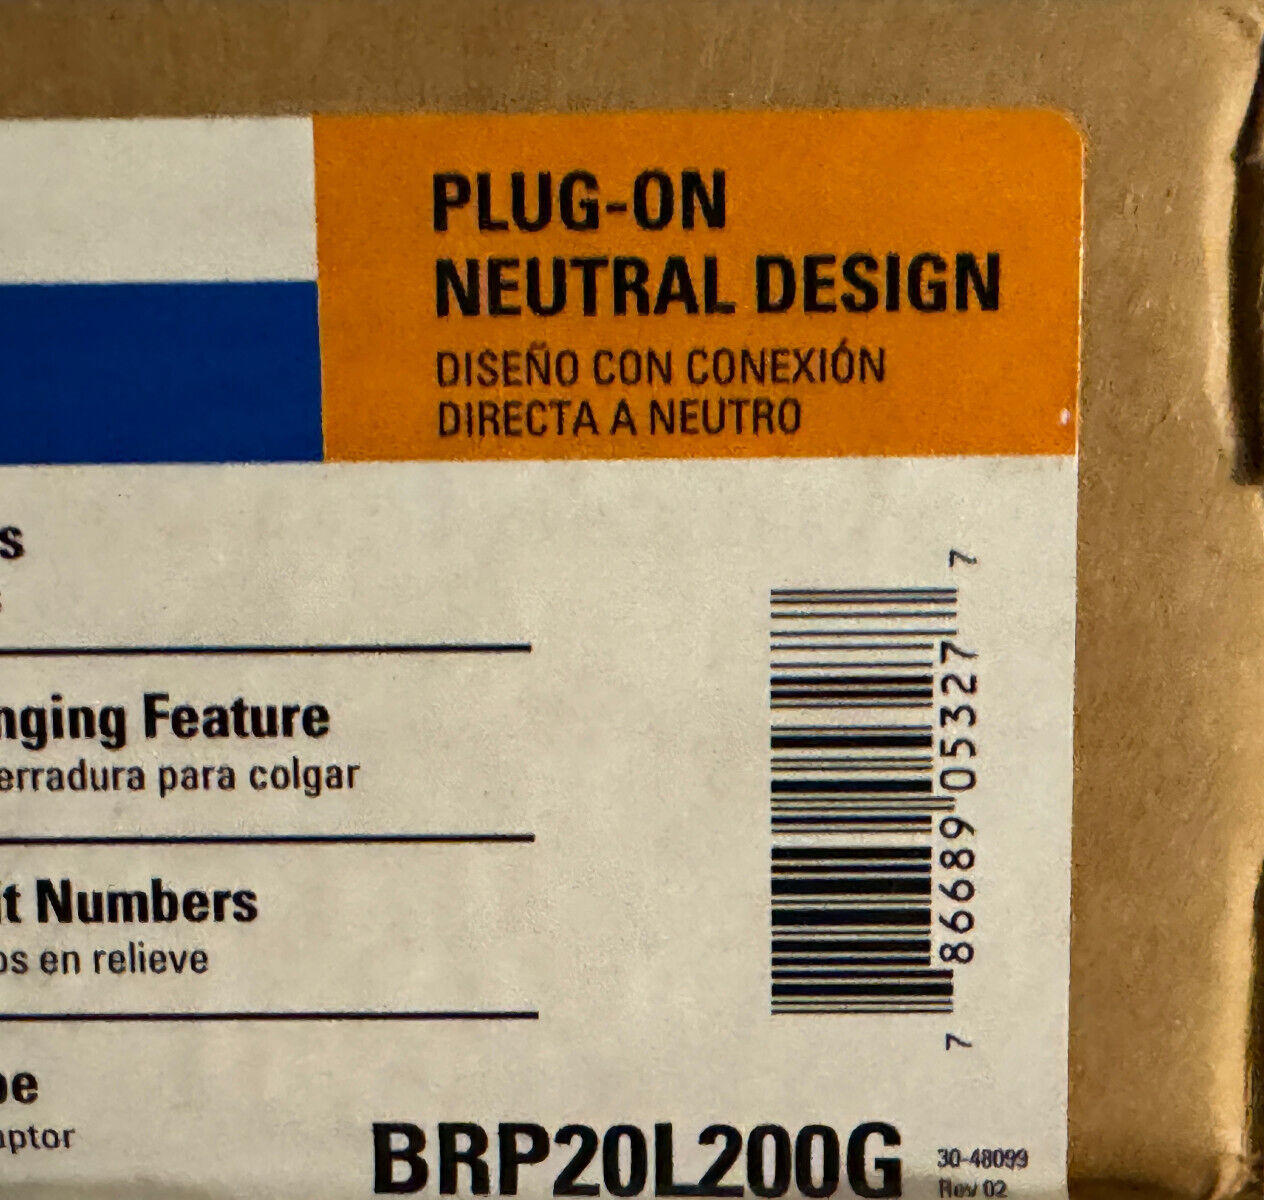 PLUG-ON
NEUTRAL DESIGN
DISEÑO CON CONEXIÓN
DIRECTA A NEUTRO
s
nging Feature
erradura para colgar
it Numbers
os en relieve
pe
aptor
7 86689 05327 7
BRP20L200G
30-48099
Rev 02